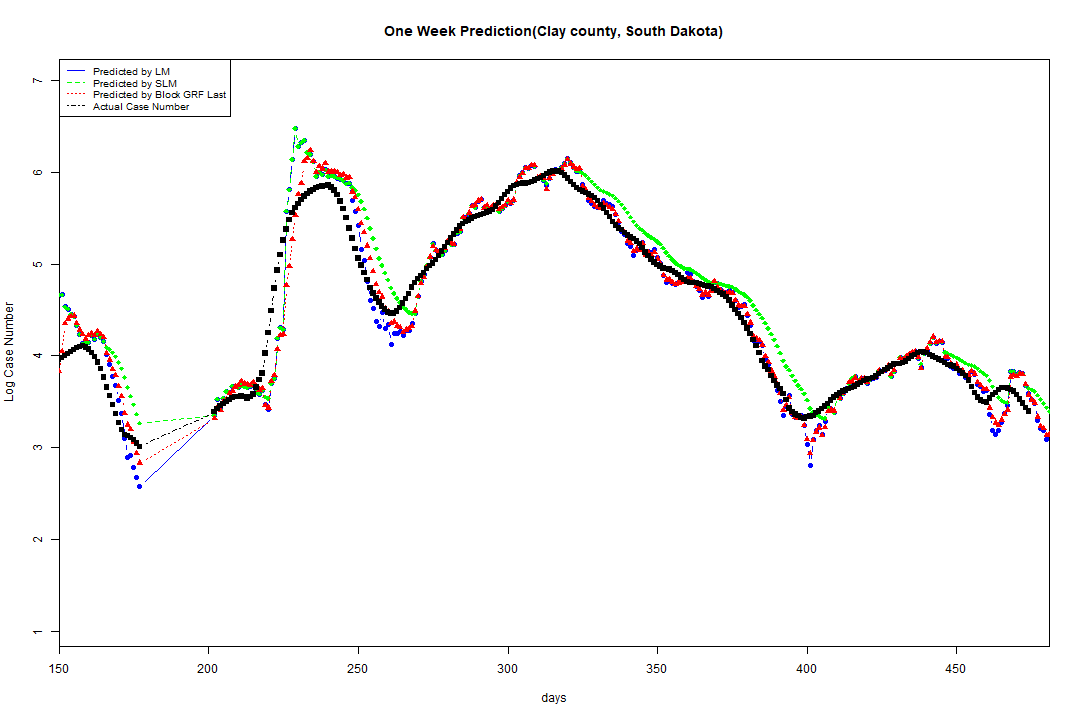 One Week Prediction(Clay county, South Dakota)
Predicted by LM
Predicted by SLM
Predicted by Block GRF Last
Actual Case Number
7
6
5
4
3
2
1
Log Case Number
150 200 250 300 350 400 450
days